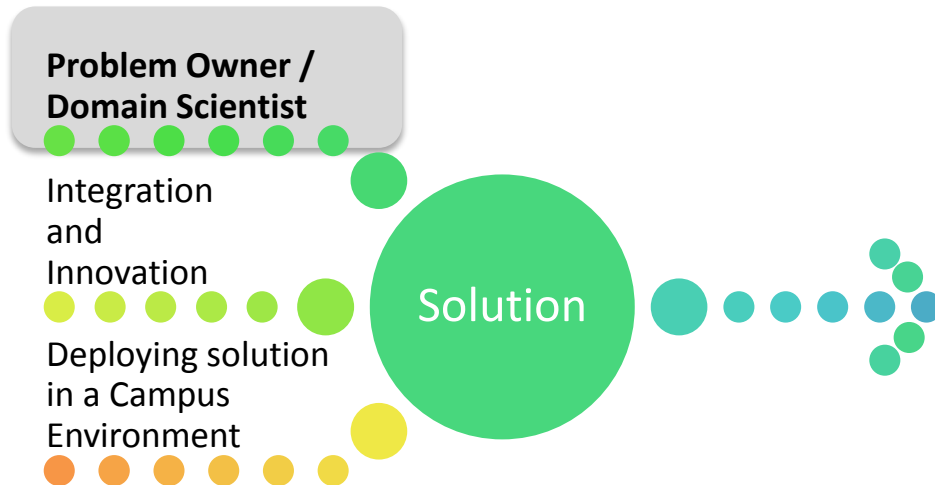 Problem Owner /
Domain Scientist
Integration
and
Innovation
Solution
Deploying solution
in a Campus
Environment